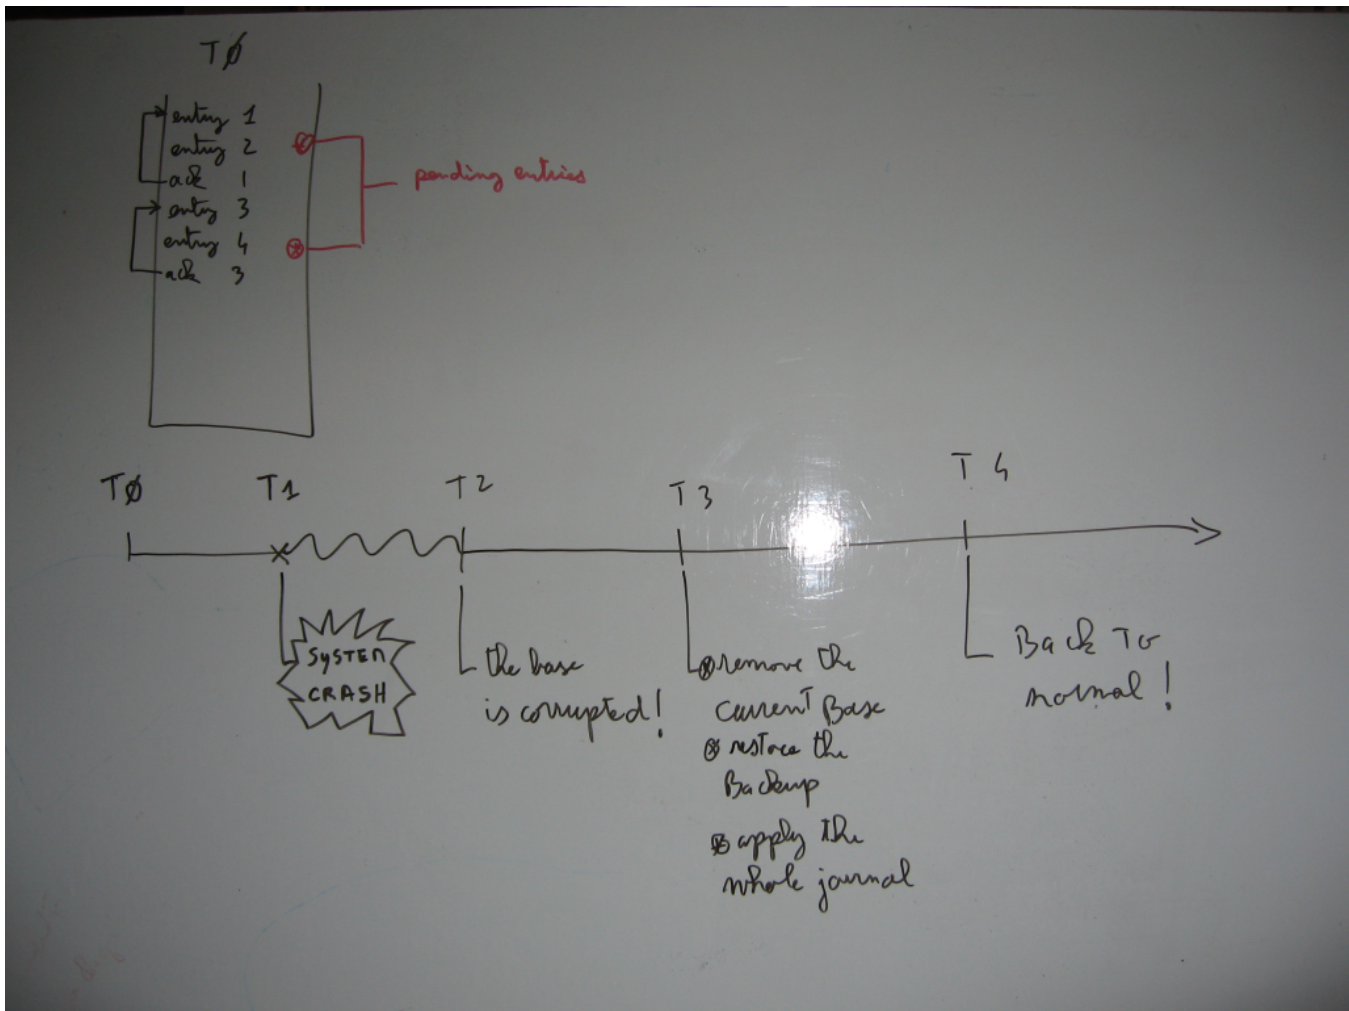 TØ
entry 1
entry 2
ack 1
entry 3
entry 4
ack 3
pending entries
TØ T1 T2 T3 T4
SYSTEM
CRASH
the base
is corrupted!
remove the
current Base
restore the
Backup
apply the
whole journal
Back To
normal!